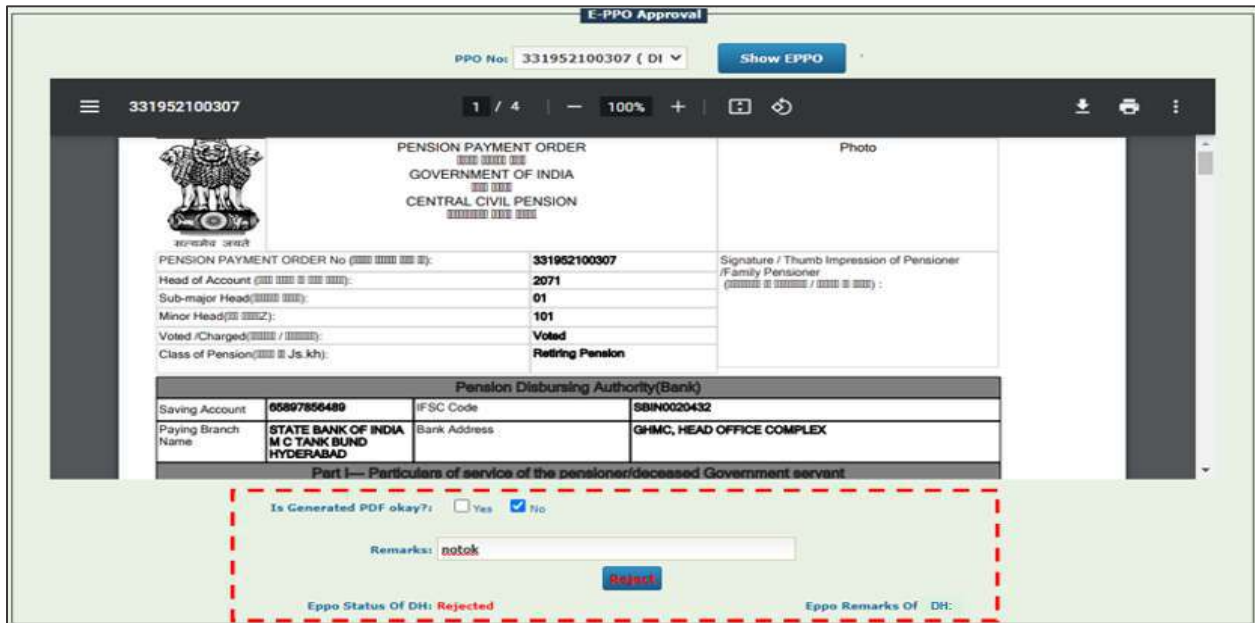 E-PPO Approval
PPO No: 331952100307 ( DI Show EPPO
331952100307 1 / 4 | − 100% + |
PENSION PAYMENT ORDER Photo
GOVERNMENT OF INDIA
CENTRAL CIVIL PENSION
सत्यमेव जयते
PENSION PAYMENT ORDER No ( ): 331952100307 Signature / Thumb Impression of Pensioner
/Family Pensioner
Head of Account ( ): 2071 ( / ) :
Sub-major Head( ): 01
Minor Head( Z): 101
Voted /Charged( / ): Voted
Class of Pension( Js.kh): Retiring Pension
Pension Disbursing Authority(Bank)
Saving Account 65897856489 IFSC Code SBIN0020432
Paying Branch Name STATE BANK OF INDIA M C TANK BUND HYDERABAD Bank Address GHMC, HEAD OFFICE COMPLEX
Part I— Particulars of service of the pensioner/deceased Government servant
Is Generated PDF okay?: Yes No
Remarks: notok
Reject
Eppo Status Of DH: Rejected Eppo Remarks Of DH: